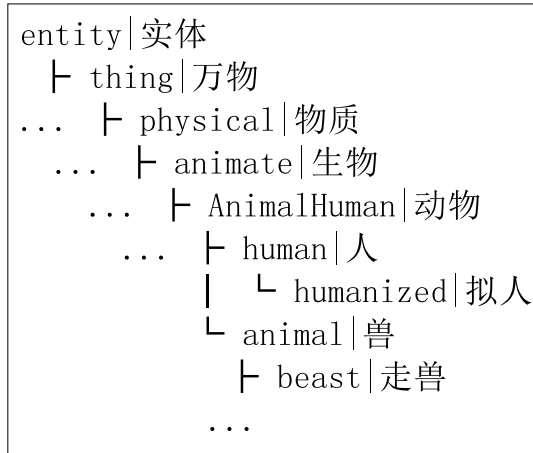 entity|实体
├ thing|万物
... ├ physical|物质
... ├ animate|生物
... ├ AnimalHuman|动物
... ├ human|人
| └ humanized|拟人
└ animal|兽
├ beast|走兽
...